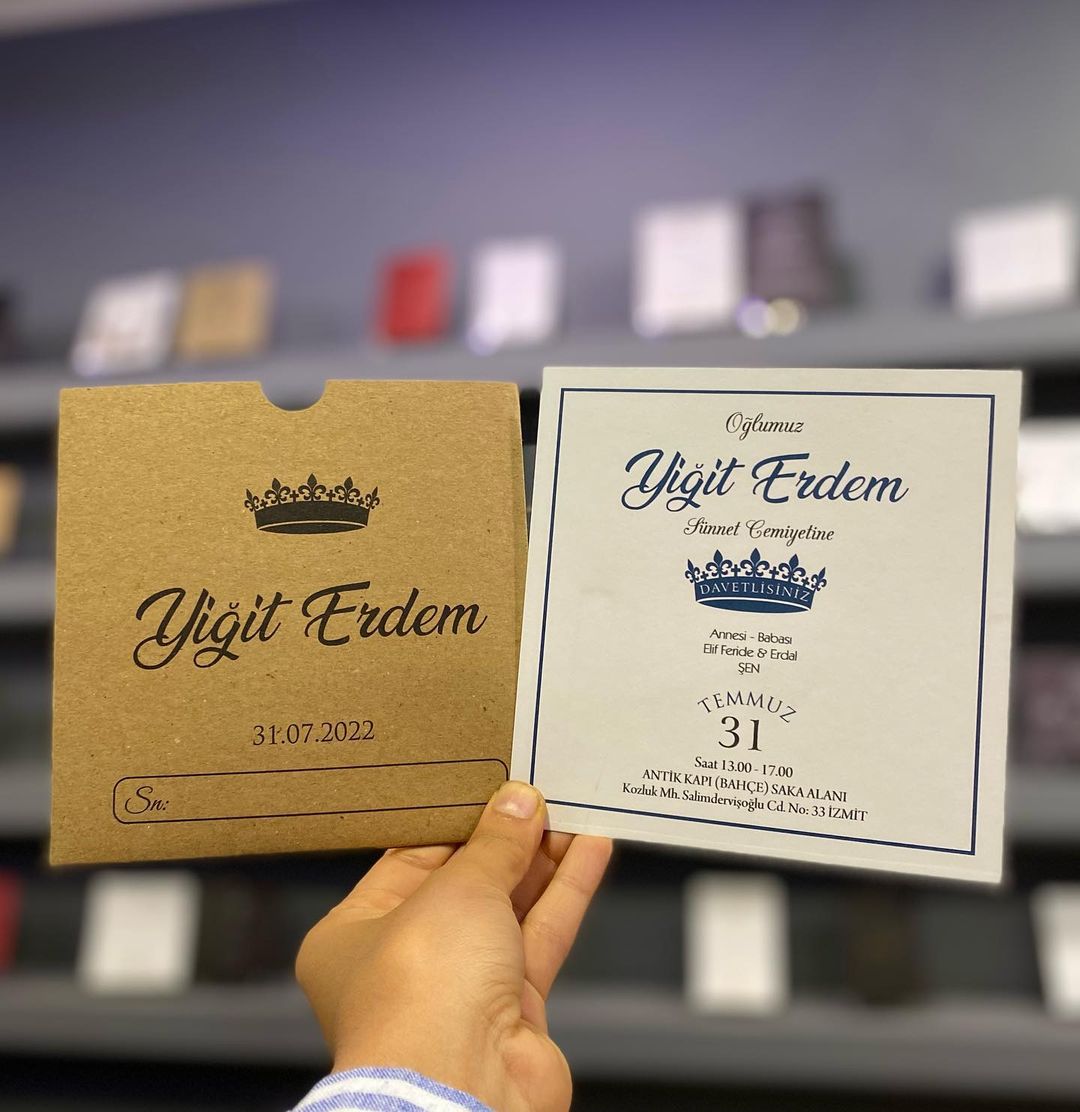 Yiğit Erdem
31.07.2022
Sn:
Oğlumuz
Yiğit Erdem
Sünnet Cemiyetine
DAVETLİSİNİZ
Annesi - Babası
Elif Feride & Erdal
ŞEN
TEMMUZ
31
Saat 13.00 - 17.00
ANTİK KAPI (BAHÇE) SAKA ALANI
Kozluk Mh. Salimdervişoğlu Cd. No: 33 İZMİT